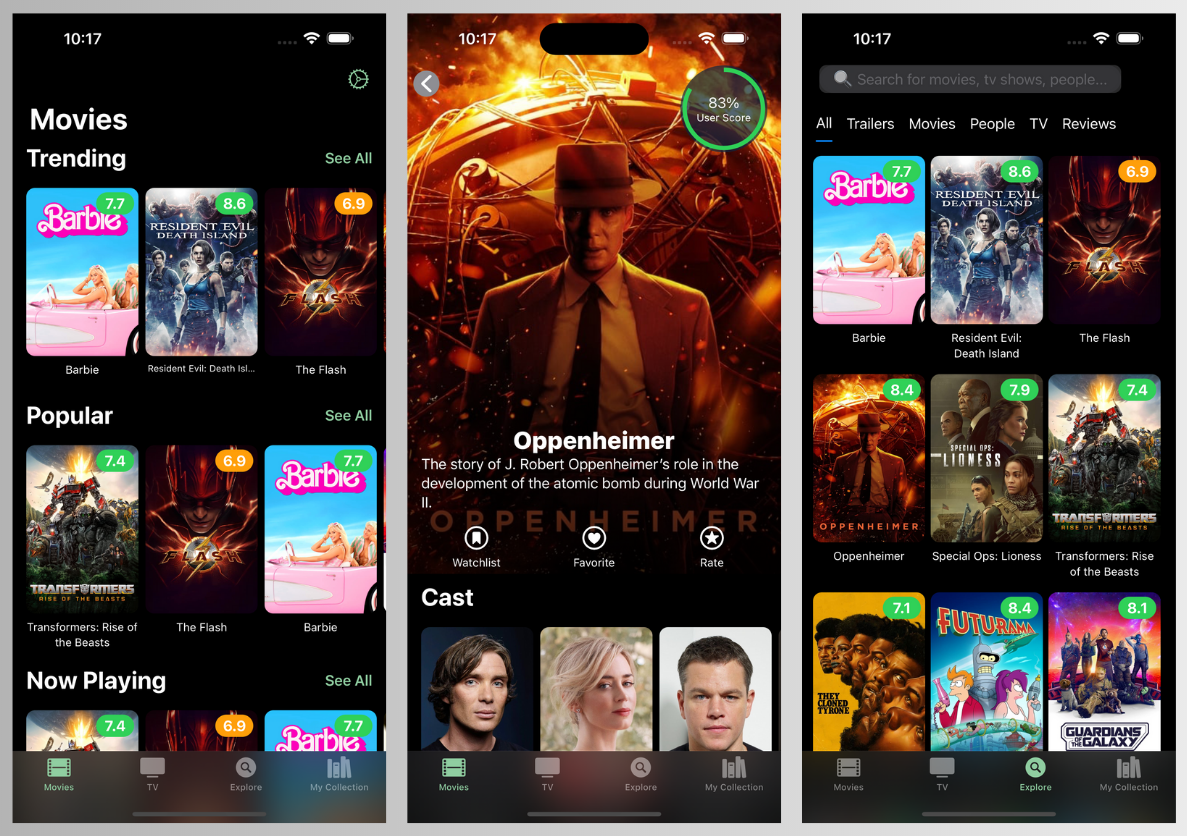 10:17
Movies
Trending
See All
7.7
Barbie
8.6
RESIDENT EVIL
DEATH ISLAND
6.9
FLASH
Barbie
Resident Evil: Death Isl...
The Flash
Popular
See All
7.4
TRANSFORMERS
RISE OF THE BEASTS
6.9
FLASH
7.7
Barbie
Transformers: Rise of
the Beasts
The Flash
Barbie
Now Playing
See All
7.4
6.9
7.7
Barbie
Movies
TV
Explore
My Collection
10:17
83%
User Score
Oppenheimer
The story of J. Robert Oppenheimer's role in the
development of the atomic bomb during World War
II.
OPPENHEIMER
Watchlist
Favorite
Rate
Cast
Movies
TV
Explore
My Collection
10:17
Search for movies, tv shows, people...
All
Trailers
Movies
People
TV
Reviews
7.7
Barbie
8.6
RESIDENT EVIL
DEATH ISLAND
6.9
FLASH
Barbie
Resident Evil:
Death Island
The Flash
8.4
OPPENHEIMER
7.9
SPECIAL OPS:
LIONESS
7.4
TRANSFORMERS
RISE OF THE BEASTS
Oppenheimer
Special Ops: Lioness
Transformers: Rise
of the Beasts
7.1
THEY
CLONED
TYRONE
8.4
FUTURAMA
8.1
GUARDIANS
OF THE GALAXY
Movies
TV
Explore
My Collection